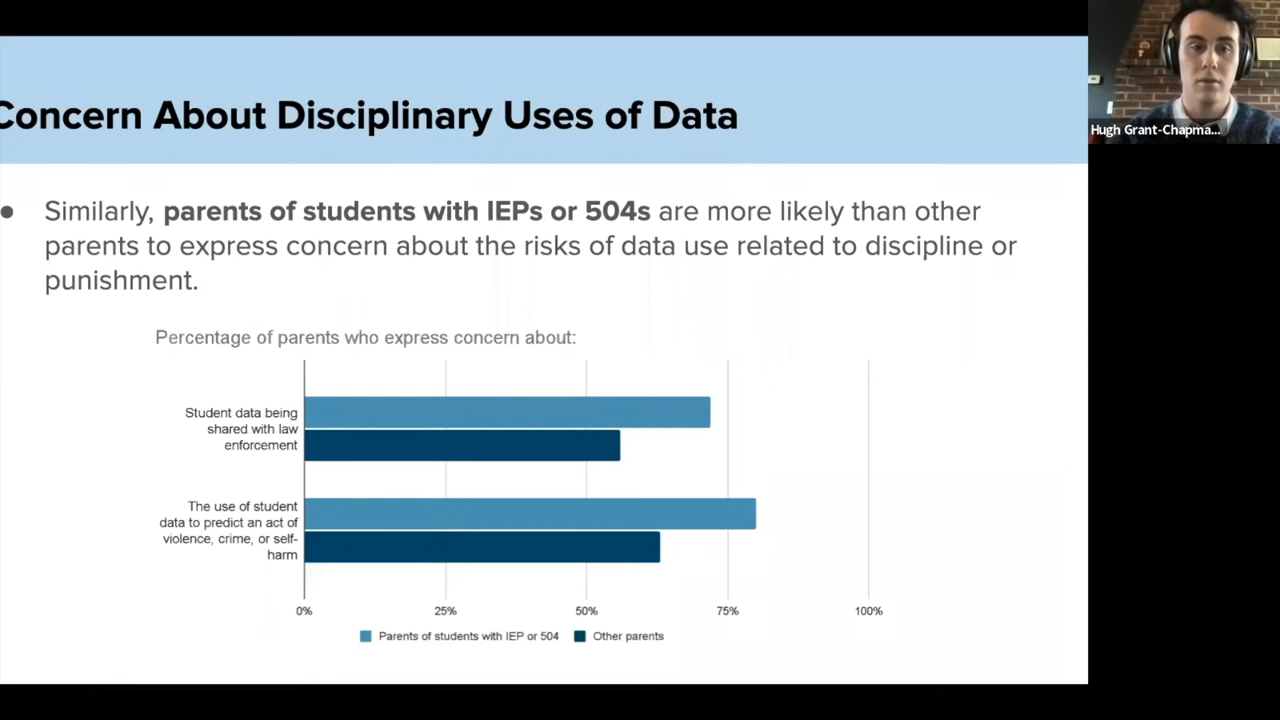 Concern About Disciplinary Uses of Data
● Similarly, parents of students with IEPs or 504s are more likely than other
parents to express concern about the risks of data use related to discipline or
punishment.
Percentage of parents who express concern about:
Student data being
shared with law
enforcement
The use of student
data to predict an act of
violence, crime, or self-
harm
0% 25% 50% 75% 100%
Parents of students with IEP or 504 Other parents
Hugh Grant-Chapma...